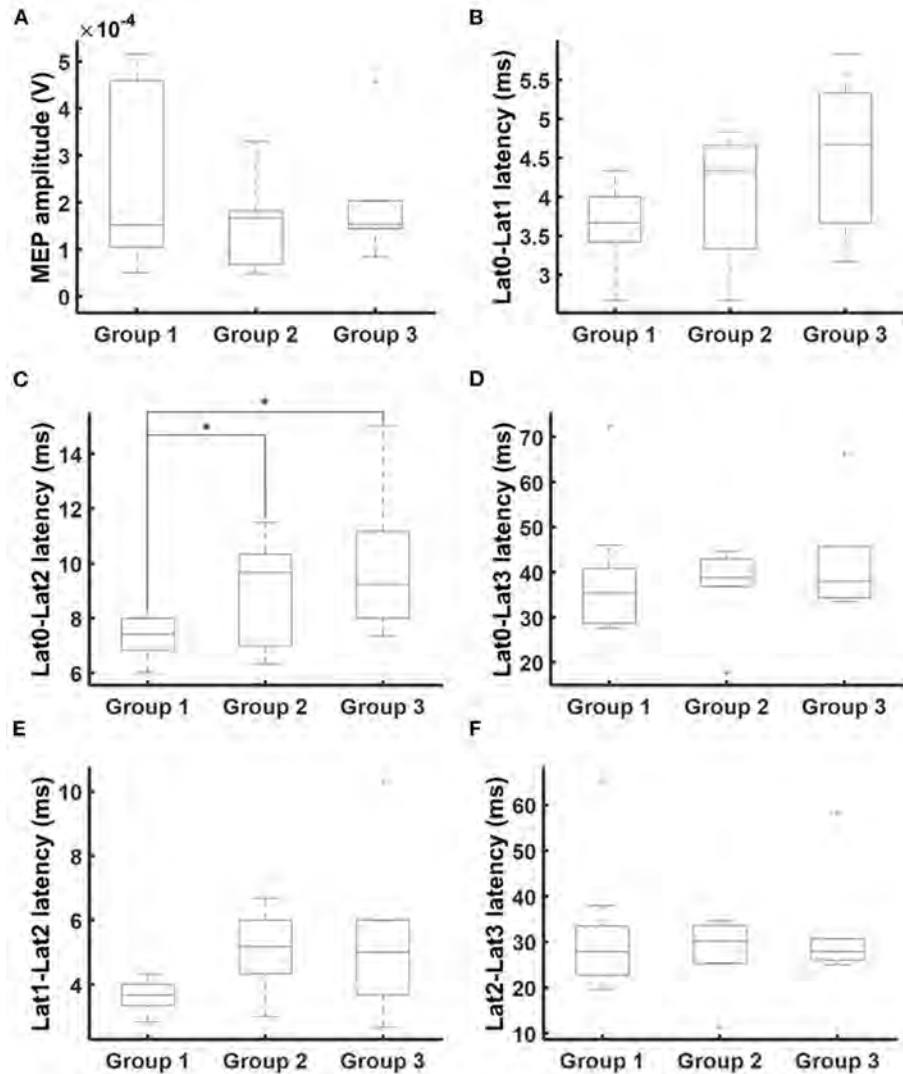 A
×10⁻⁴
MEP amplitude (V)
5
4
3
2
1
0
Group 1 Group 2 Group 3
B
Lat0-Lat1 latency (ms)
5.5
5
4.5
4
3.5
3
Group 1 Group 2 Group 3
C
Lat0-Lat2 latency (ms)
14
12
10
8
6
*
*
Group 1 Group 2 Group 3
D
Lat0-Lat3 latency (ms)
70
60
50
40
30
20
Group 1 Group 2 Group 3
E
Lat1-Lat2 latency (ms)
10
8
6
4
Group 1 Group 2 Group 3
F
Lat2-Lat3 latency (ms)
60
50
40
30
20
10
Group 1 Group 2 Group 3